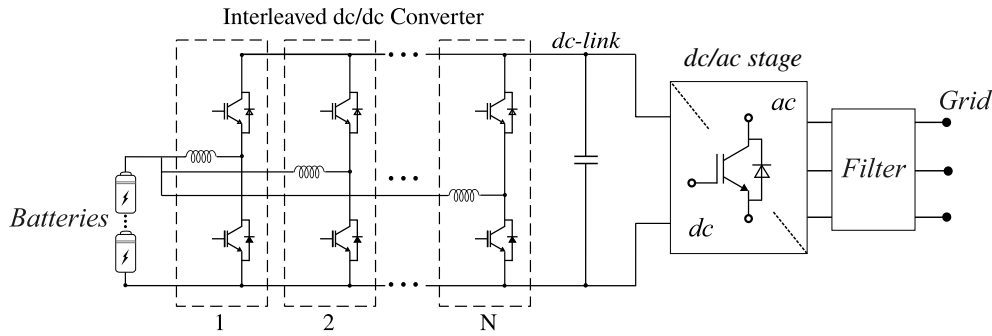 Interleaved dc/dc Converter
dc-link
dc/ac stage
ac
Grid
Filter
Batteries
dc
1
2
N